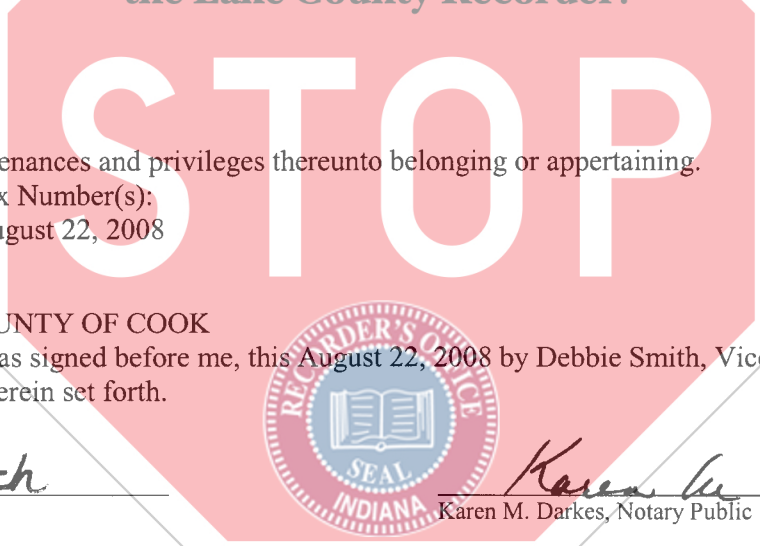 the Lake County Recorder!
STOP
enances and privileges thereunto belonging or appertaining.
x Number(s):
ugust 22, 2008
UNTY OF COOK
as signed before me, this August 22, 2008 by Debbie Smith, Vice
erein set forth.
RECORDER'S OFFICE
SEAL
INDIANA
Karen
Karen M. Darkes, Notary Public